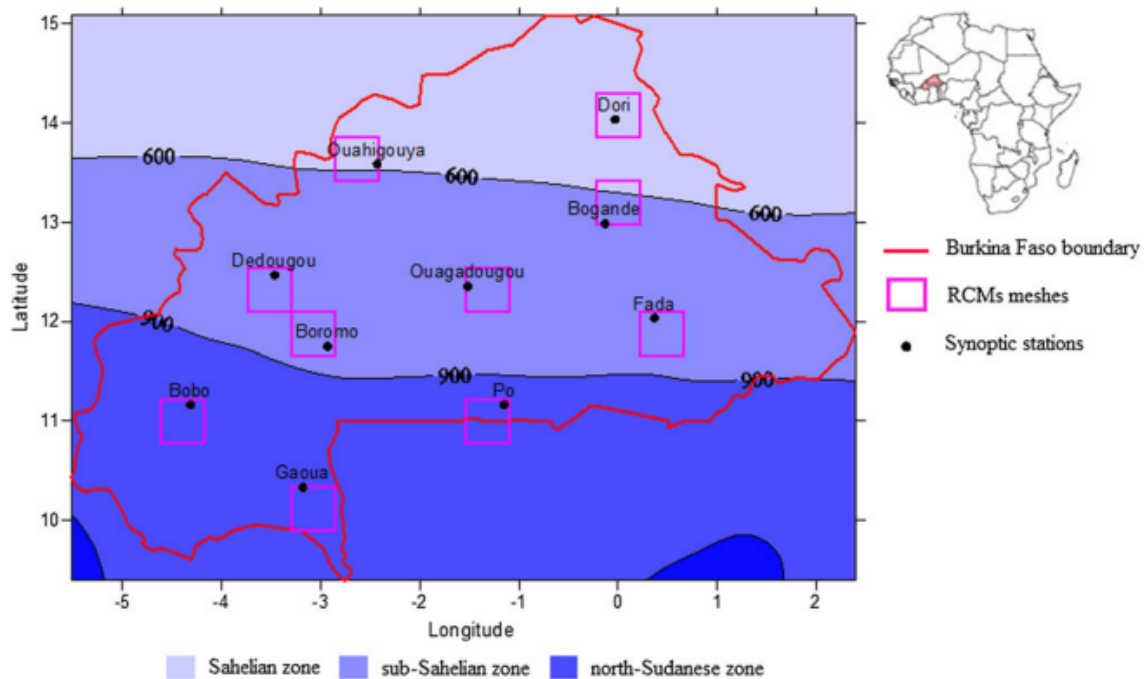 15
14
13
12
11
10
Latitude
Dori
Ouahigouya
600
600
600
Bogande
Dedougou
Ouagadougou
Fada
Boromo
900
900
900
Bobo
Po
Gaoua
-5 -4 -3 -2 -1 0 1 2
Longitude
Burkina Faso boundary
RCMs meshes
Synoptic stations
Sahelian zone sub-Sahelian zone north-Sudanese zone